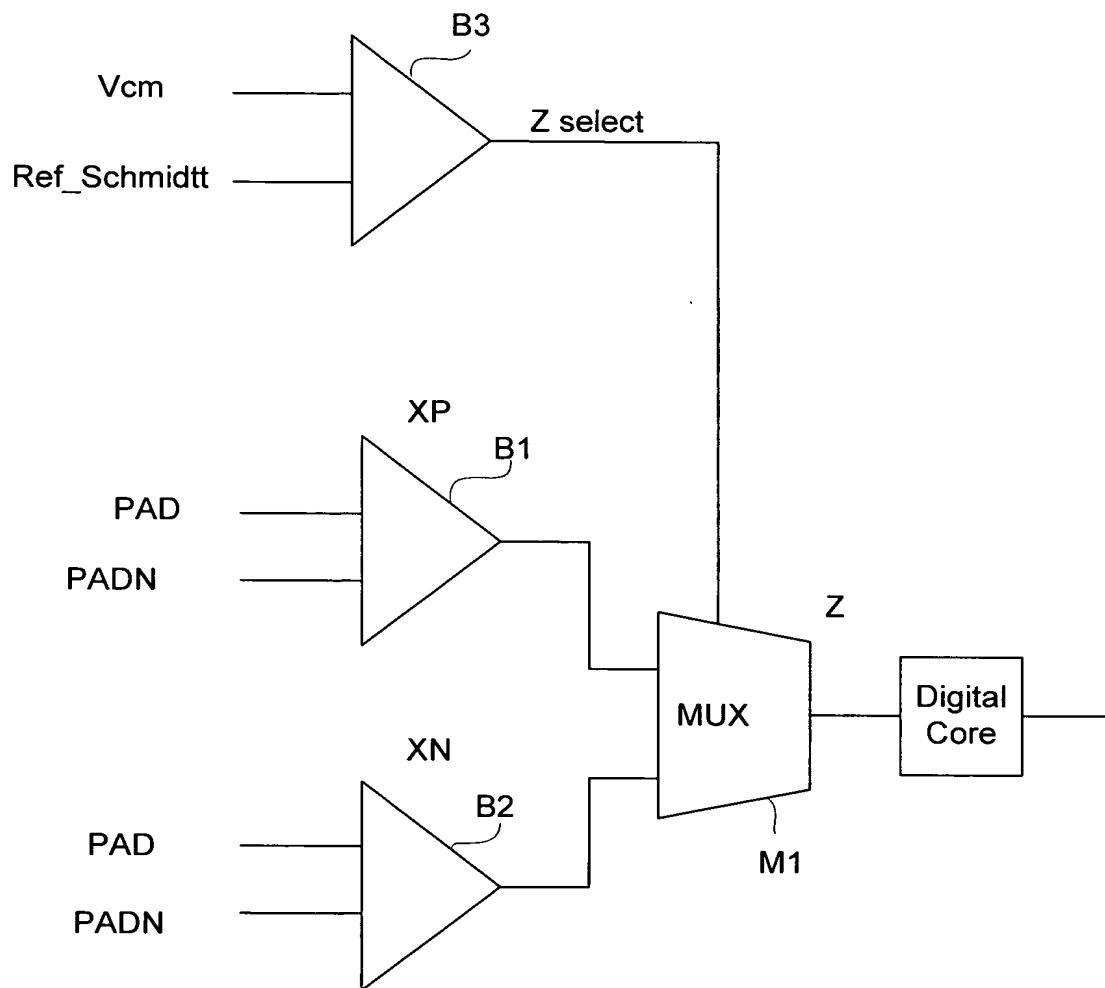 B3
Vcm
Z select
Ref_Schmidtt
XP
B1
PAD
PADN
Z
MUX
Digital
Core
XN
B2
PAD
M1
PADN